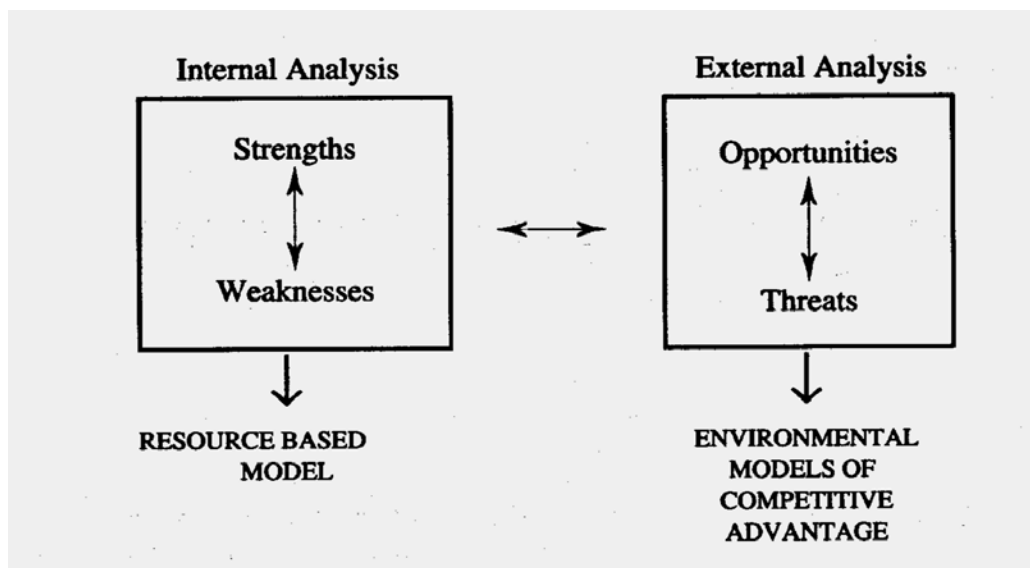 Internal Analysis
Strengths
Weaknesses
RESOURCE BASED
MODEL
External Analysis
Opportunities
Threats
ENVIRONMENTAL
MODELS OF
COMPETITIVE
ADVANTAGE